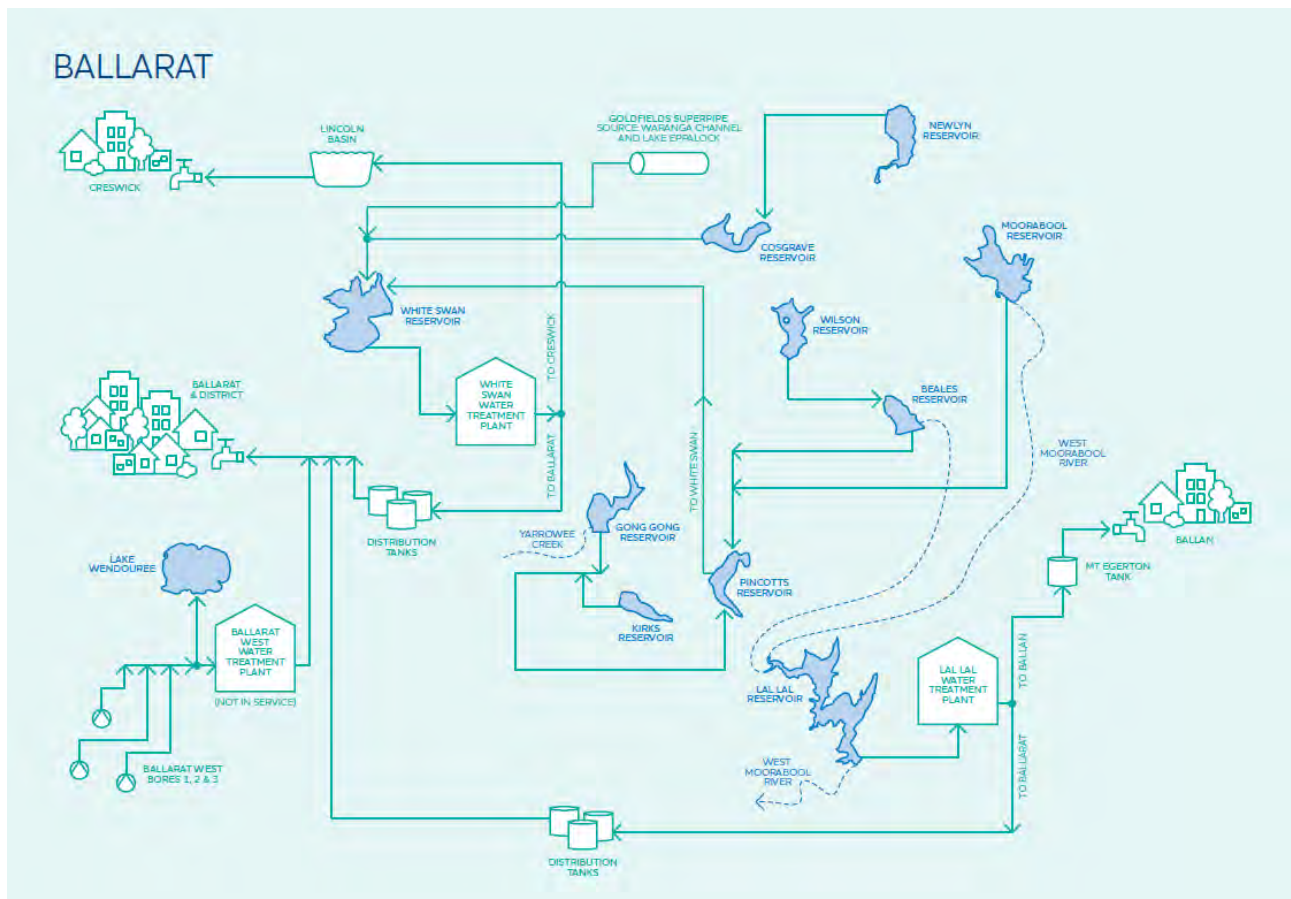 BALLARAT
CRESWICK
LINCOLN
BASIN
GOLDFIELDS SUPERPIPE
SOURCE: WARANGA CHANNEL
AND LAKE EPPALOCK
NEWLYN
RESERVOIR
COSGRAVE
RESERVOIR
MOORABOOL
RESERVOIR
WHITE SWAN
RESERVOIR
WILSON
RESERVOIR
TO CRESWICK
WHITE
SWAN
WATER
TREATMENT
PLANT
BALLARAT
& DISTRICT
BEALES
RESERVOIR
TO BALLARAT
TO WHITE SWAN
WEST
MOORABOOL
RIVER
DISTRIBUTION
TANKS
YARROWEE
CREEK
GONG GONG
RESERVOIR
BALLAN
LAKE
WENDOUREE
PINCOTTS
RESERVOIR
MT EGERTON
TANK
KIRKS
RESERVOIR
BALLARAT
WEST
WATER
TREATMENT
PLANT
(NOT IN SERVICE)
LAL LAL
RESERVOIR
LAL LAL
WATER
TREATMENT
PLANT
TO BALLAN
TO BALLARAT
BALLARAT WEST
BORES 1, 2 & 3
WEST
MOORABOOL
RIVER
DISTRIBUTION
TANKS